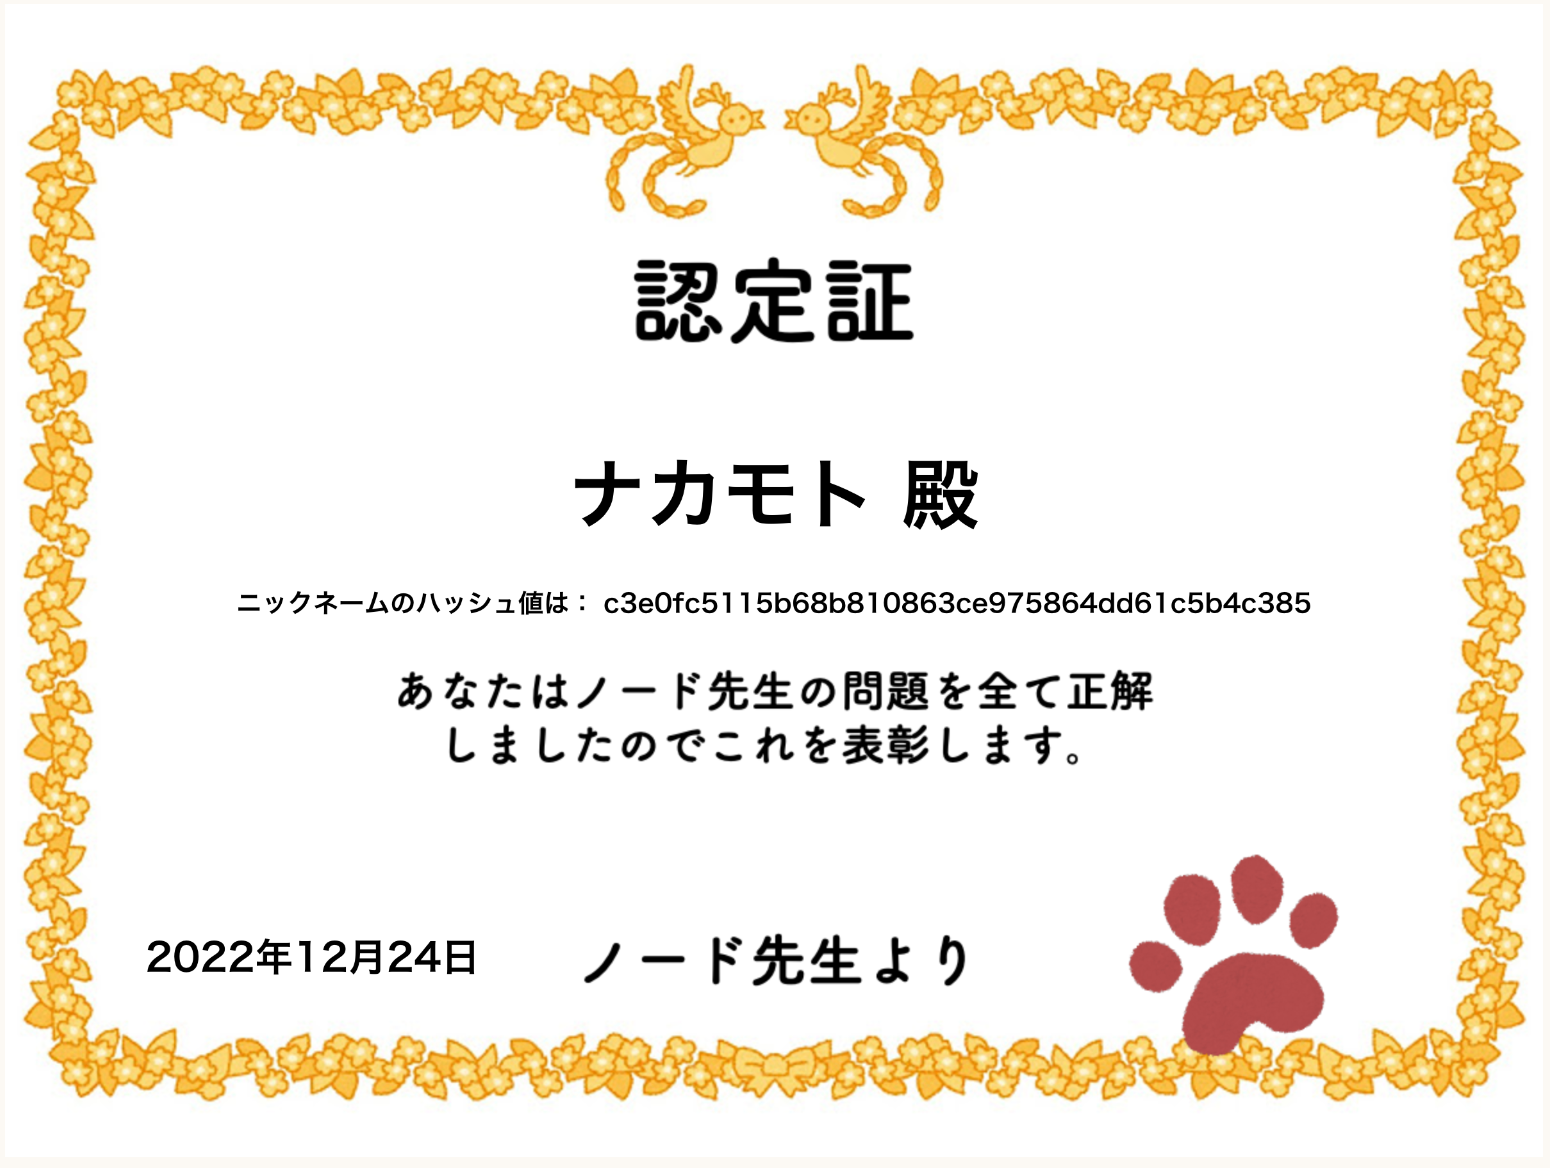 認定証
ナカモト 殿
ニックネームのハッシュ値は： c3e0fc5115b68b810863ce975864dd61c5b4c385
あなたはノード先生の問題を全て正解
しましたのでこれを表彰します。
2022年12月24日
ノード先生より